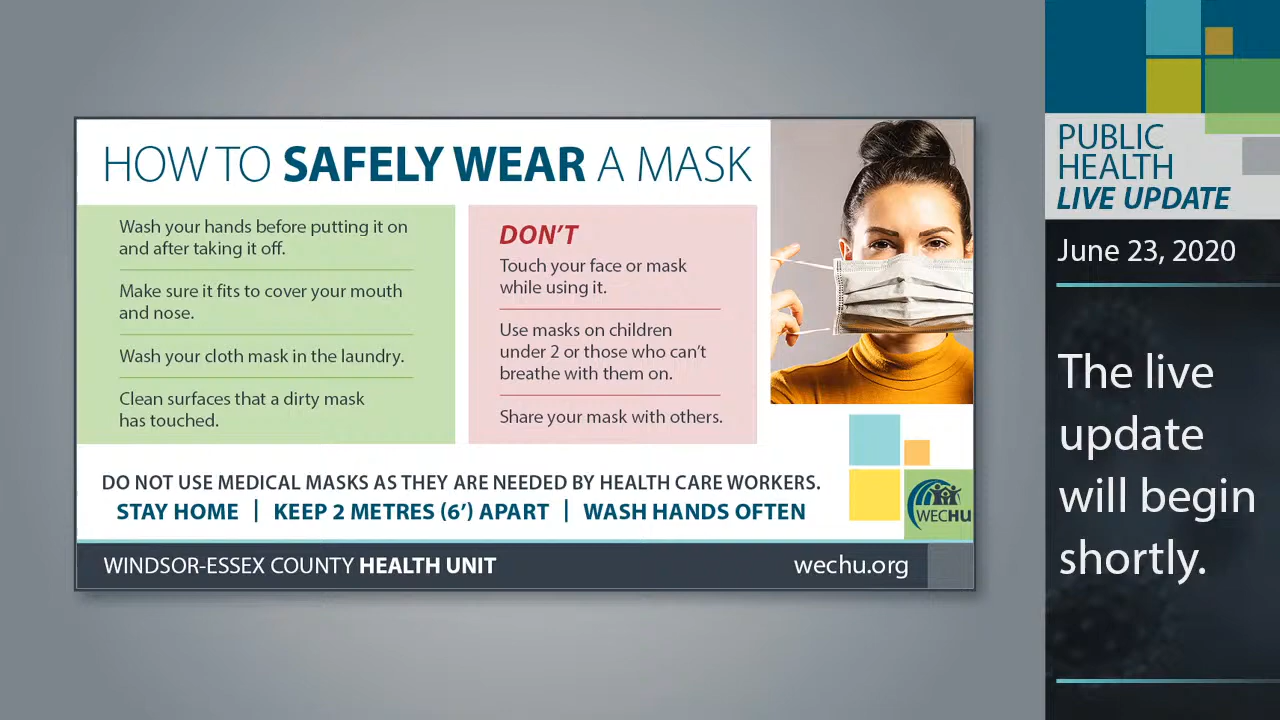 HOW TO SAFELY WEAR A MASK
Wash your hands before putting it on
and after taking it off.
Make sure it fits to cover your mouth
and nose.
Wash your cloth mask in the laundry.
Clean surfaces that a dirty mask
has touched.
DON'T
Touch your face or mask
while using it.
Use masks on children
under 2 or those who can't
breathe with them on.
Share your mask with others.
DO NOT USE MEDICAL MASKS AS THEY ARE NEEDED BY HEALTH CARE WORKERS.
STAY HOME | KEEP 2 METRES (6') APART | WASH HANDS OFTEN
WECHU
WINDSOR-ESSEX COUNTY HEALTH UNIT
wechu.org
PUBLIC
HEALTH
LIVE UPDATE
June 23, 2020
The live
update
will begin
shortly.